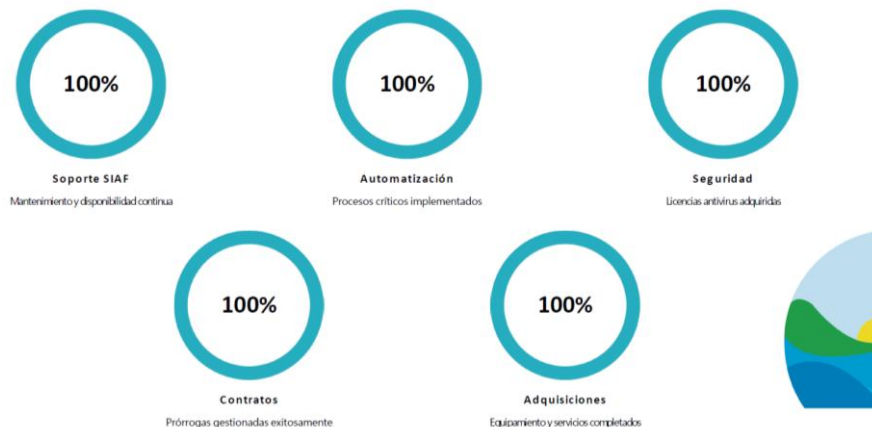 100%
100%
100%
Soporte SIAF
Automatización
Seguridad
Mantenimiento y disponibilidad continua
Procesos críticos implementados
Licencias antivirus adquiridas
100%
100%
Contratos
Adquisiciones
Prórrogas gestionadas exitosamente
Equipamiento y servicios completados